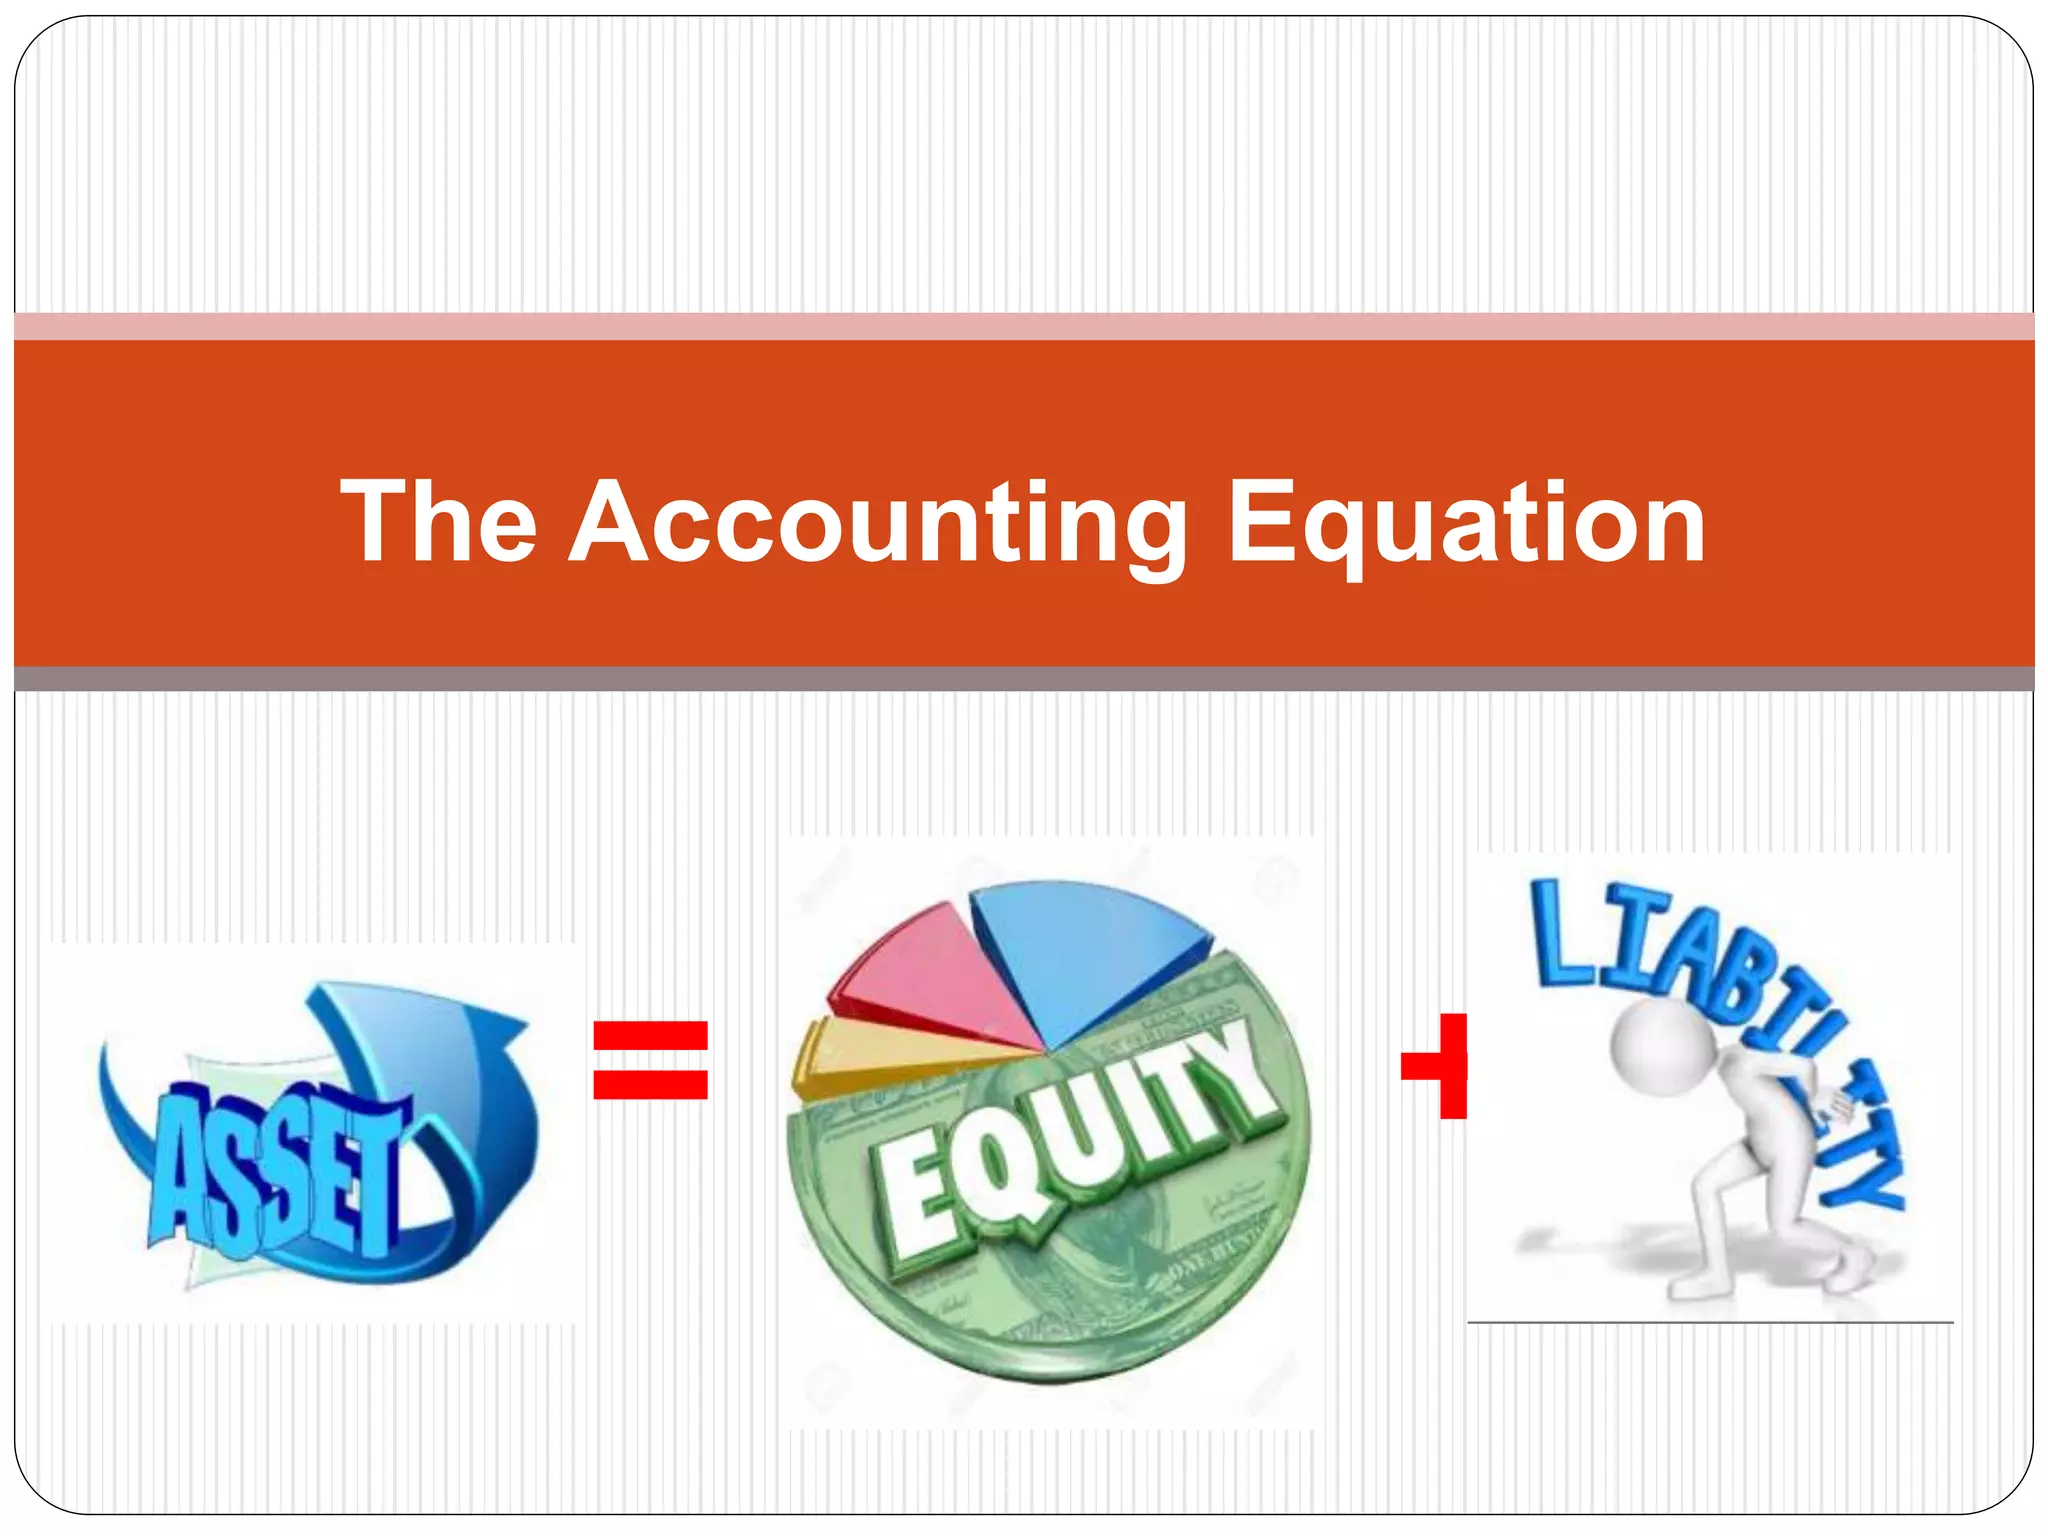 The Accounting Equation
ASSET = EQUITY + LIABILITY